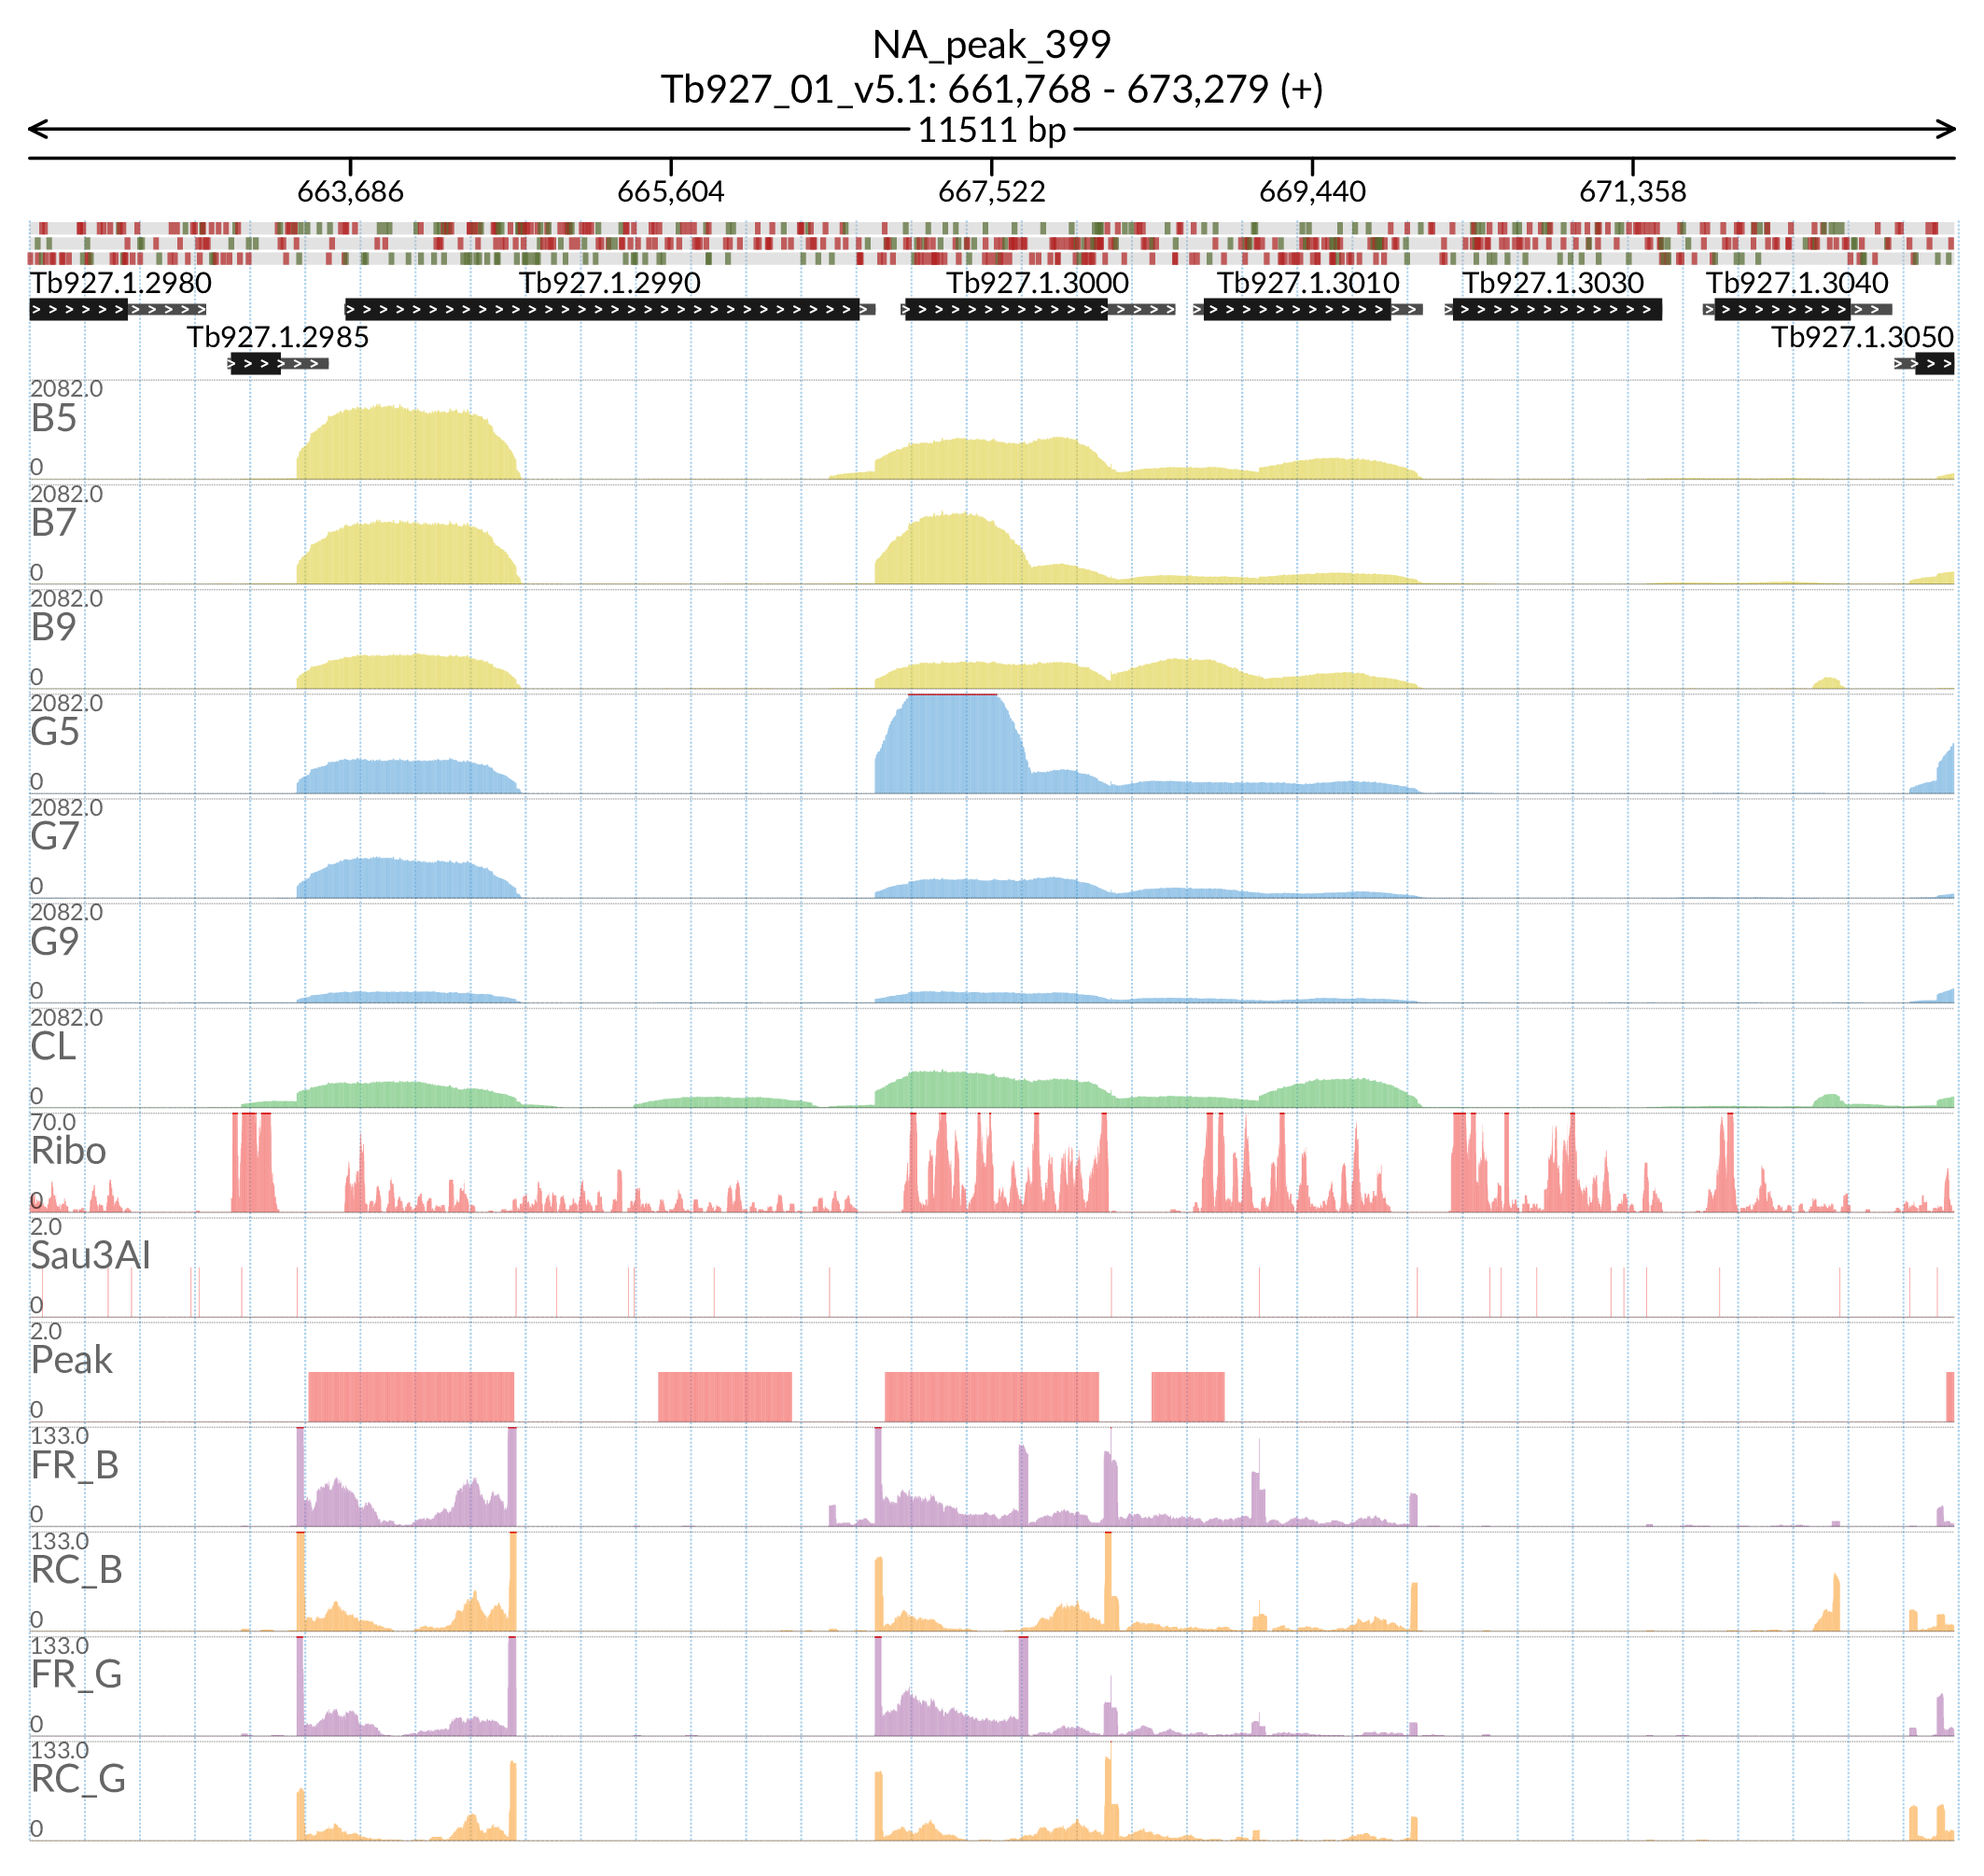 NA_peak_399
Tb927_01_v5.1: 661,768 - 673,279 (+)
11511 bp
663,686 665,604 667,522 669,440 671,358
Tb927.1.2980 Tb927.1.2990 Tb927.1.3000 Tb927.1.3010 Tb927.1.3030 Tb927.1.3040
Tb927.1.2985 Tb927.1.3050
2082.0
B5
0
2082.0
B7
0
2082.0
B9
0
2082.0
G5
0
2082.0
G7
0
2082.0
G9
0
2082.0
CL
0
70.0
Ribo
0
2.0
Sau3AI
0
2.0
Peak
0
133.0
FR_B
0
133.0
RC_B
0
133.0
FR_G
0
133.0
RC_G
0